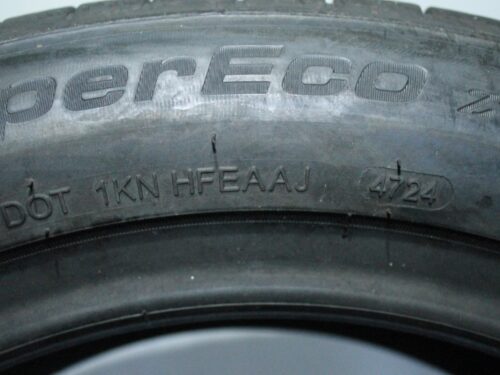 perEco Z
DOT 1KN HFEAAJ 4724